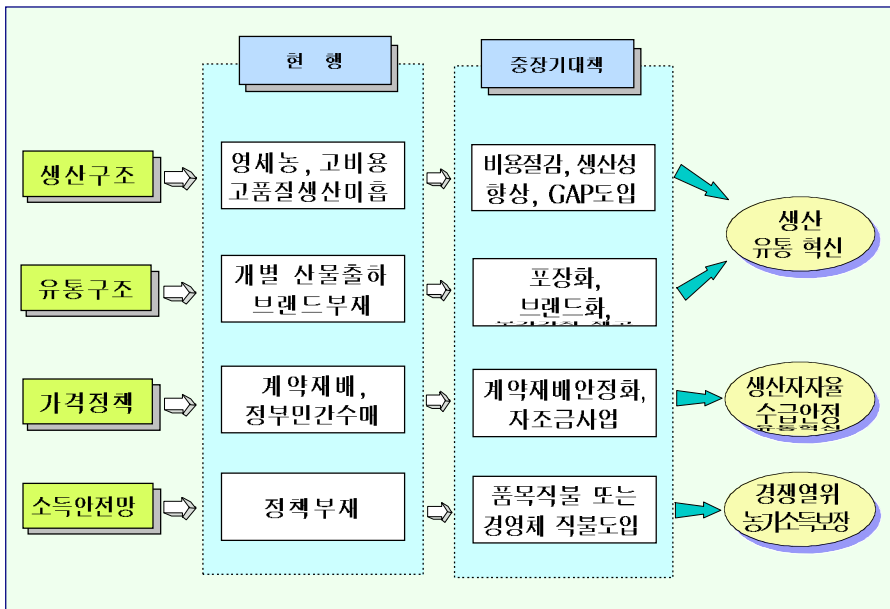 현 행
중장기대책
생산구조
영세농, 고비용
고품질생산미흡
비용절감, 생산성
향상, GAP도입
생산
유통 혁신
유통구조
개별 산물출하
브랜드부재
포장화,
브랜드화,
가격정책
계약재배,
정부민간수매
계약재배안정화,
자조금사업
생산자자율
수급안정
유통혁신
소득안전망
정책부재
품목직불 또는
경영체 직불도입
경쟁열위
농가소득보장